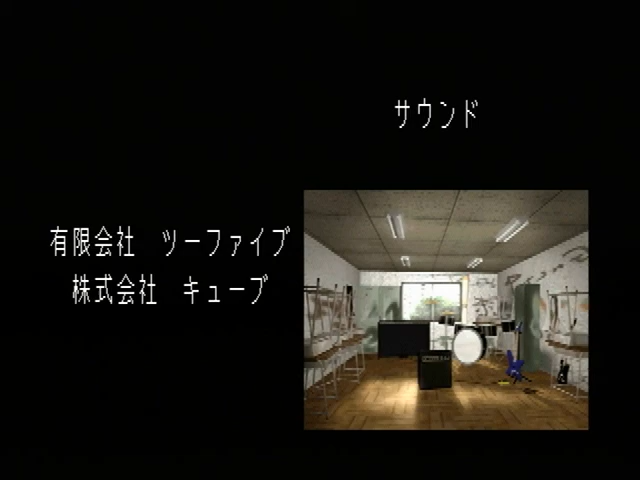 サウンド
有限会社　ツーファイブ
株式会社　キューブ